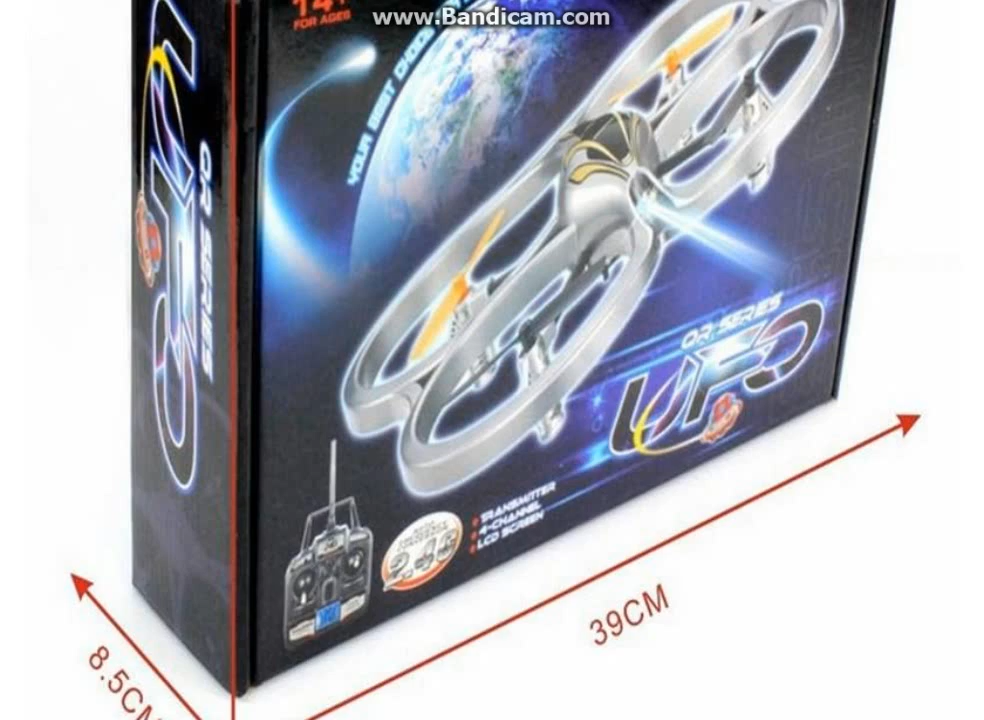 www.Bandicam.com
14+
FOR AGES
YOUR BEST CHOO
QR SERIES
UFO
QR SERIES
UFO
TRANSMITTER
4-CHANNEL
LCD SCREEN
2.4G
39CM
8.5CM